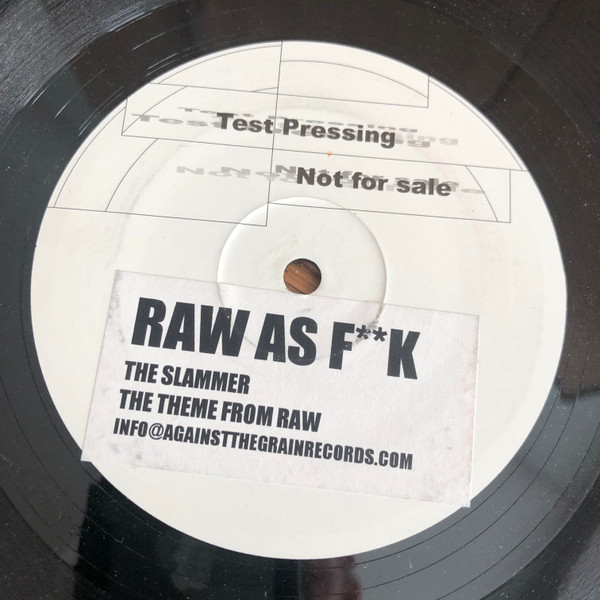 Test Pressing
Not for sale
RAW AS F**K
THE SLAMMER
THE THEME FROM RAW
INFO@AGAINSTTHEGRAINRECORDS.COM